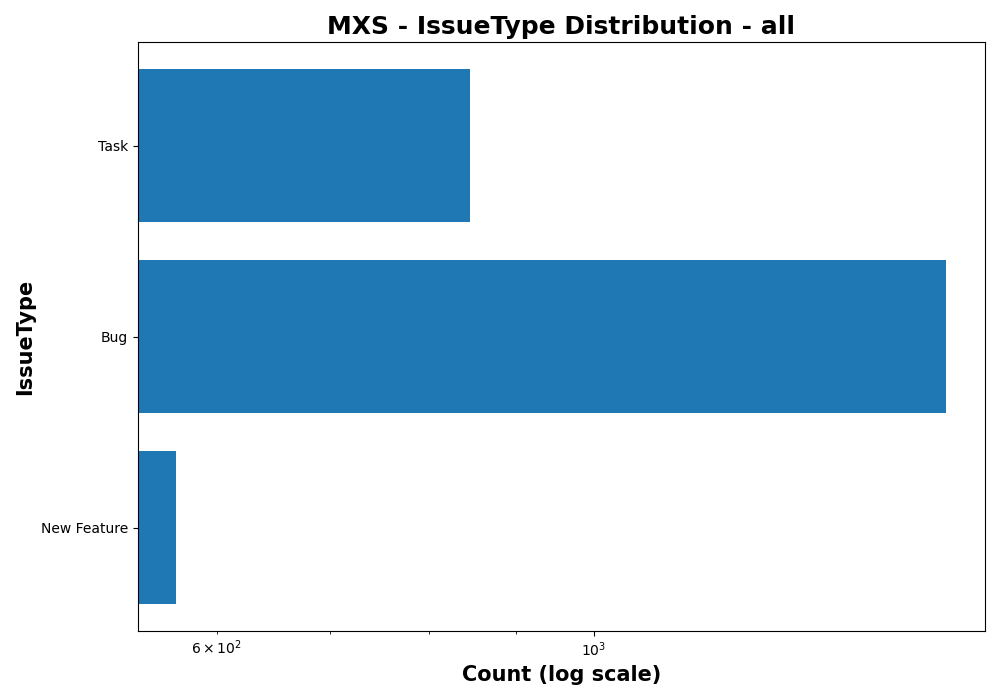 MXS - IssueType Distribution - all
IssueType
Task
Bug
New Feature
6 × 10²
10³
Count (log scale)